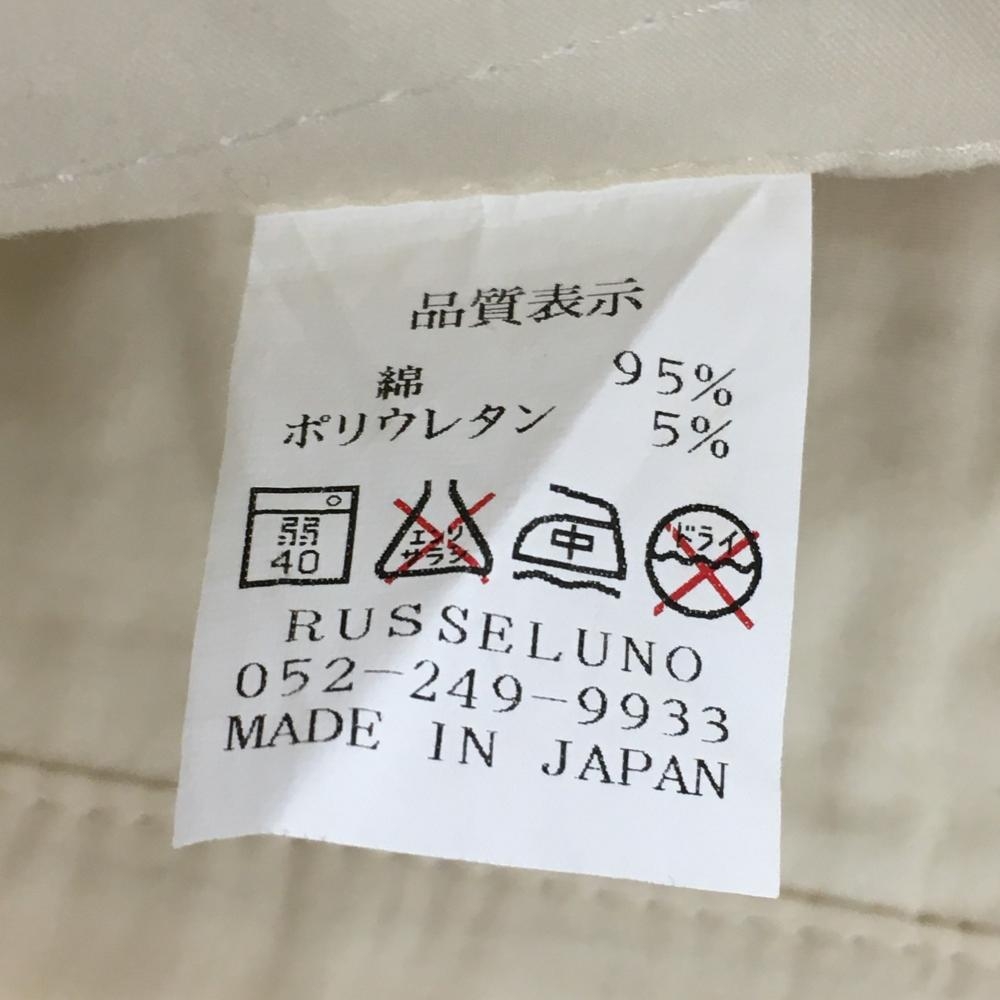 品質表示
綿 95%
ポリウレタン 5%
弱 40 エンソ サラシ 中 ドライ
RUSSELUNO
052-249-9933
MADE IN JAPAN